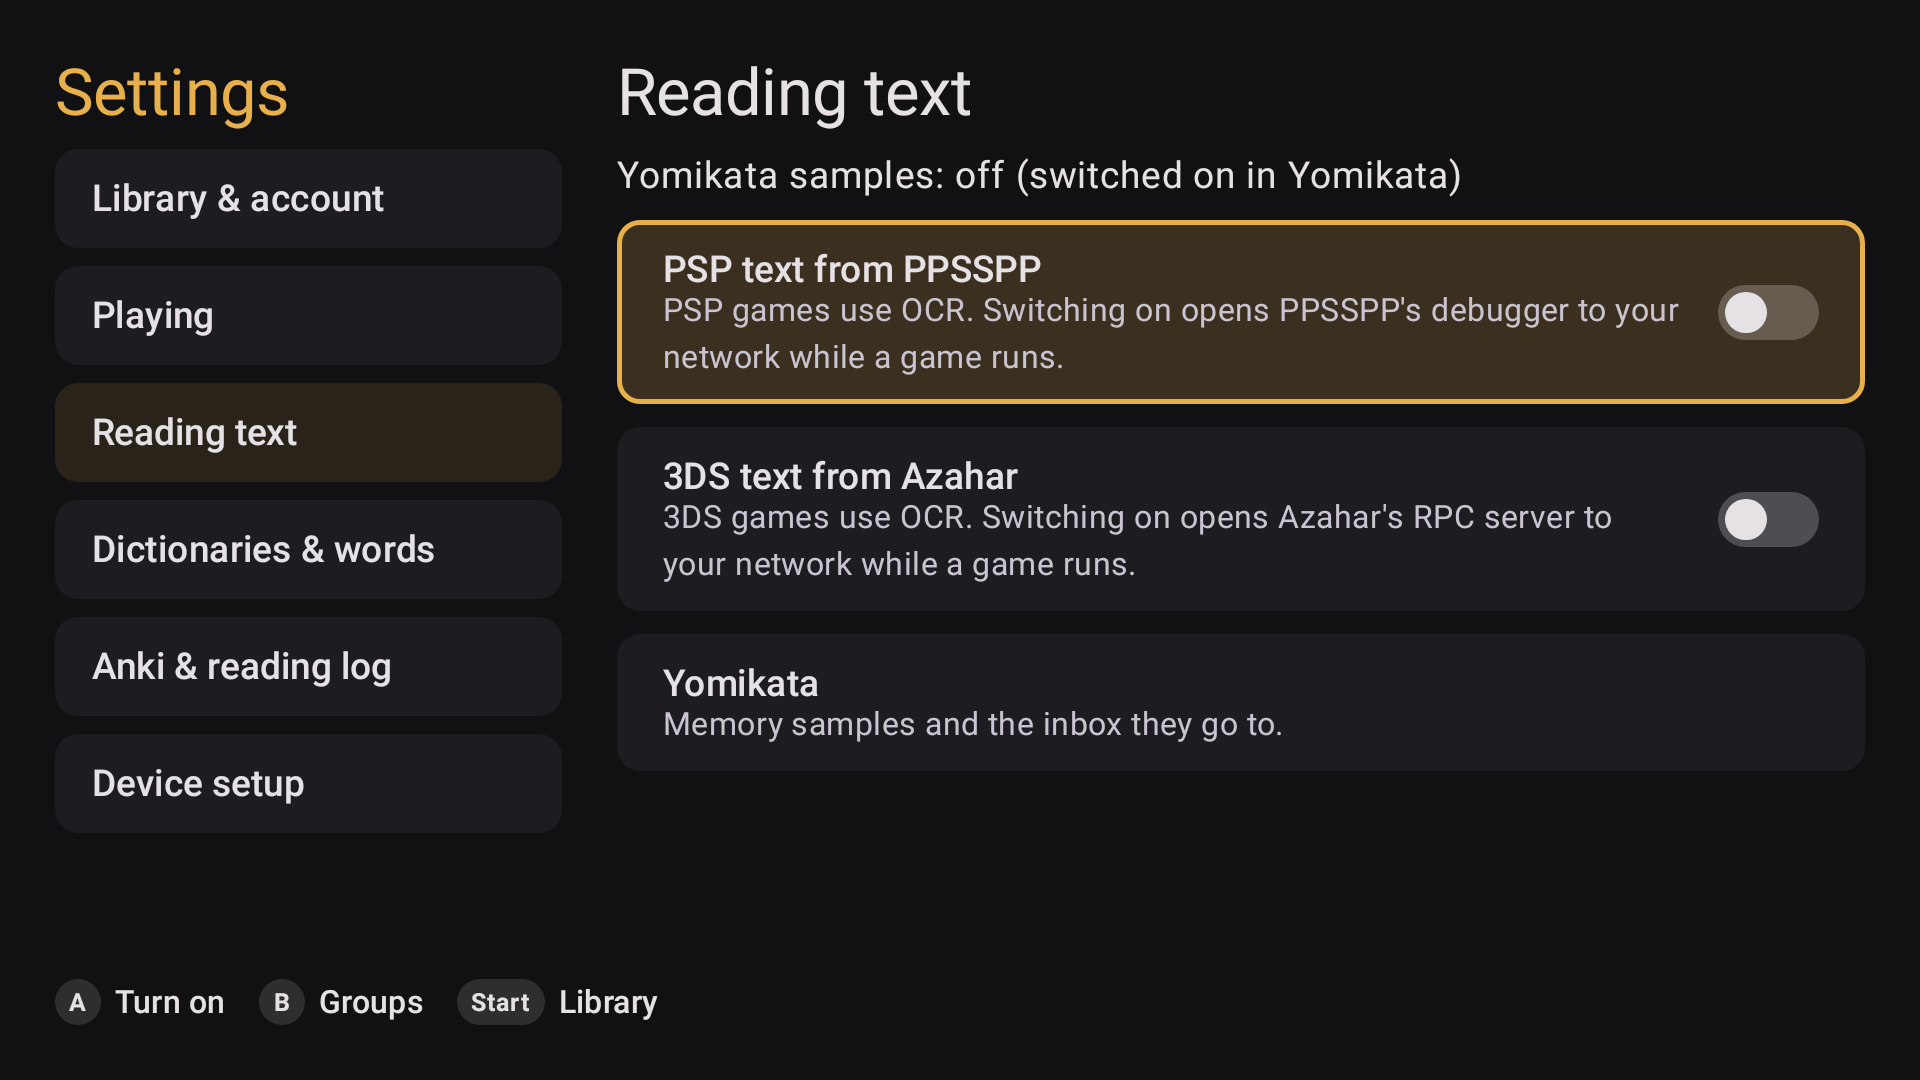 Settings
Library & account
Playing
Reading text
Dictionaries & words
Anki & reading log
Device setup
Reading text
Yomikata samples: off (switched on in Yomikata)
PSP text from PPSSPP
PSP games use OCR. Switching on opens PPSSPP's debugger to your
network while a game runs.
3DS text from Azahar
3DS games use OCR. Switching on opens Azahar's RPC server to
your network while a game runs.
Yomikata
Memory samples and the inbox they go to.
A Turn on B Groups Start Library